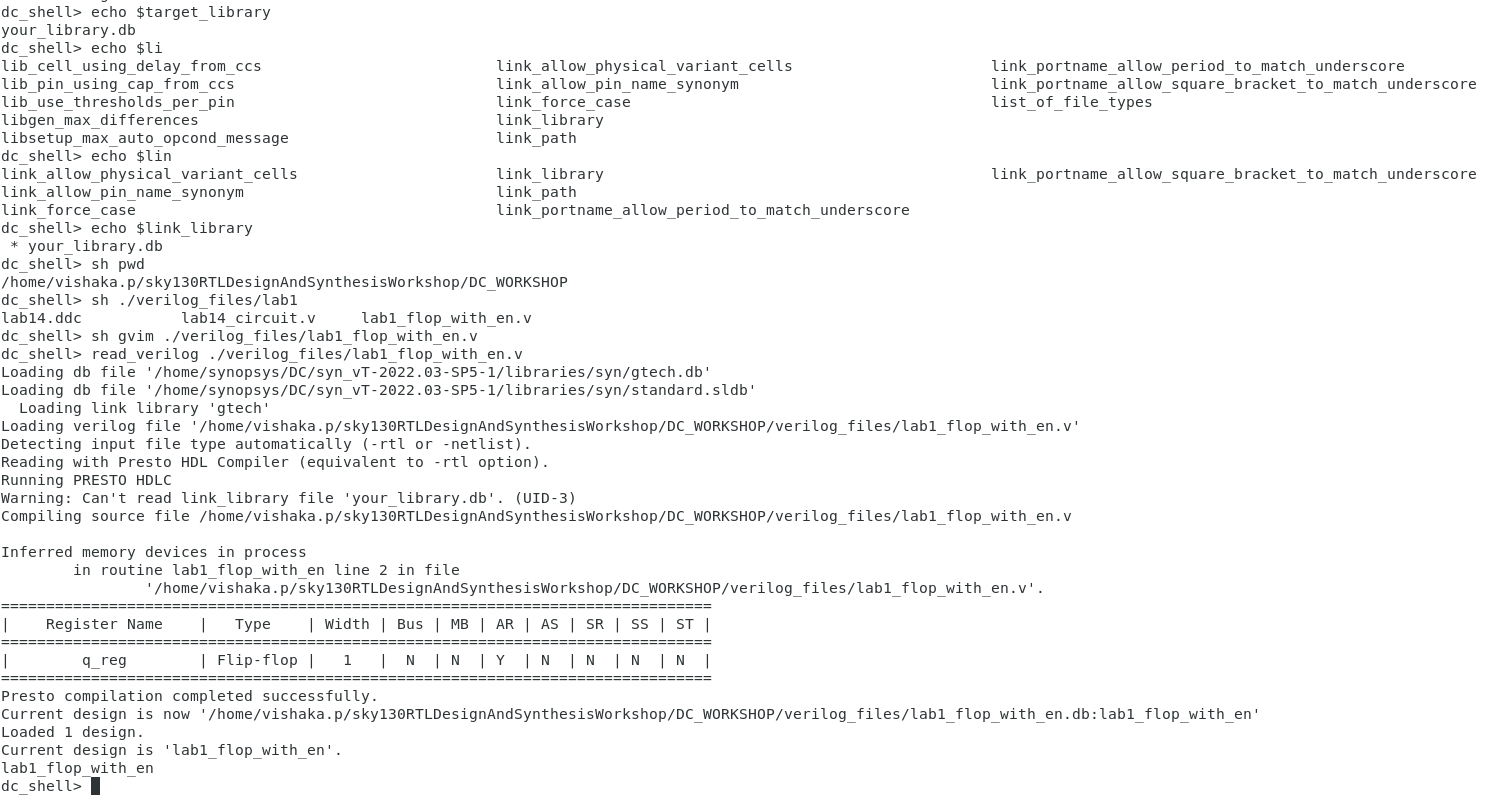 dc_shell> echo $target_library
your_library.db
dc_shell> echo $li
lib_cell_using_delay_from_ccs                          link_allow_physical_variant_cells                      link_portname_allow_period_to_match_underscore
lib_pin_using_cap_from_ccs                             link_allow_pin_name_synonym                            link_portname_allow_square_bracket_to_match_underscore
lib_use_thresholds_per_pin                             link_force_case                                        list_of_file_types
libgen_max_differences                                 link_library
libsetup_max_auto_opcond_message                       link_path
dc_shell> echo $lin
link_allow_physical_variant_cells                      link_library                                           link_portname_allow_square_bracket_to_match_underscore
link_allow_pin_name_synonym                            link_path
link_force_case                                        link_portname_allow_period_to_match_underscore
dc_shell> echo $link_library
 * your_library.db
dc_shell> sh pwd
/home/vishaka.p/sky130RTLDesignAndSynthesisWorkshop/DC_WORKSHOP
dc_shell> sh ./verilog_files/lab1
lab14.ddc           lab14_circuit.v     lab1_flop_with_en.v
dc_shell> sh gvim ./verilog_files/lab1_flop_with_en.v
dc_shell> read_verilog ./verilog_files/lab1_flop_with_en.v
Loading db file '/home/synopsys/DC/syn_vT-2022.03-SP5-1/libraries/syn/gtech.db'
Loading db file '/home/synopsys/DC/syn_vT-2022.03-SP5-1/libraries/syn/standard.sldb'
  Loading link library 'gtech'
Loading verilog file '/home/vishaka.p/sky130RTLDesignAndSynthesisWorkshop/DC_WORKSHOP/verilog_files/lab1_flop_with_en.v'
Detecting input file type automatically (-rtl or -netlist).
Reading with Presto HDL Compiler (equivalent to -rtl option).
Running PRESTO HDLC
Warning: Can't read link_library file 'your_library.db'. (UID-3)
Compiling source file /home/vishaka.p/sky130RTLDesignAndSynthesisWorkshop/DC_WORKSHOP/verilog_files/lab1_flop_with_en.v

Inferred memory devices in process
        in routine lab1_flop_with_en line 2 in file
                '/home/vishaka.p/sky130RTLDesignAndSynthesisWorkshop/DC_WORKSHOP/verilog_files/lab1_flop_with_en.v'.
===============================================================================
|    Register Name    |   Type    | Width | Bus | MB | AR | AS | SR | SS | ST |
===============================================================================
|        q_reg        | Flip-flop |   1   |  N  | N  | Y  | N  | N  | N  | N  |
===============================================================================
Presto compilation completed successfully.
Current design is now '/home/vishaka.p/sky130RTLDesignAndSynthesisWorkshop/DC_WORKSHOP/verilog_files/lab1_flop_with_en.db:lab1_flop_with_en'
Loaded 1 design.
Current design is 'lab1_flop_with_en'.
lab1_flop_with_en
dc_shell>